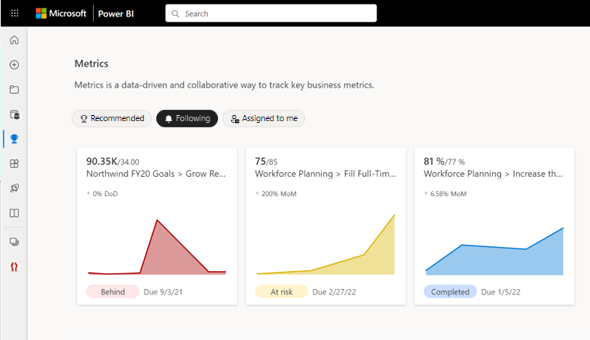 Microsoft Power BI Search
Metrics
Metrics is a data-driven and collaborative way to track key business metrics.
Recommended Following Assigned to me
90.35K/34.00 75/85 81 %/77 %
Northwind FY20 Goals > Grow Re... Workforce Planning > Fill Full-Tim... Workforce Planning > Increase th...
↑ 0% DoD ↑ 200% MoM ↑ 6.58% MoM
Behind Due 9/3/21 At risk Due 2/27/22 Completed Due 1/5/22